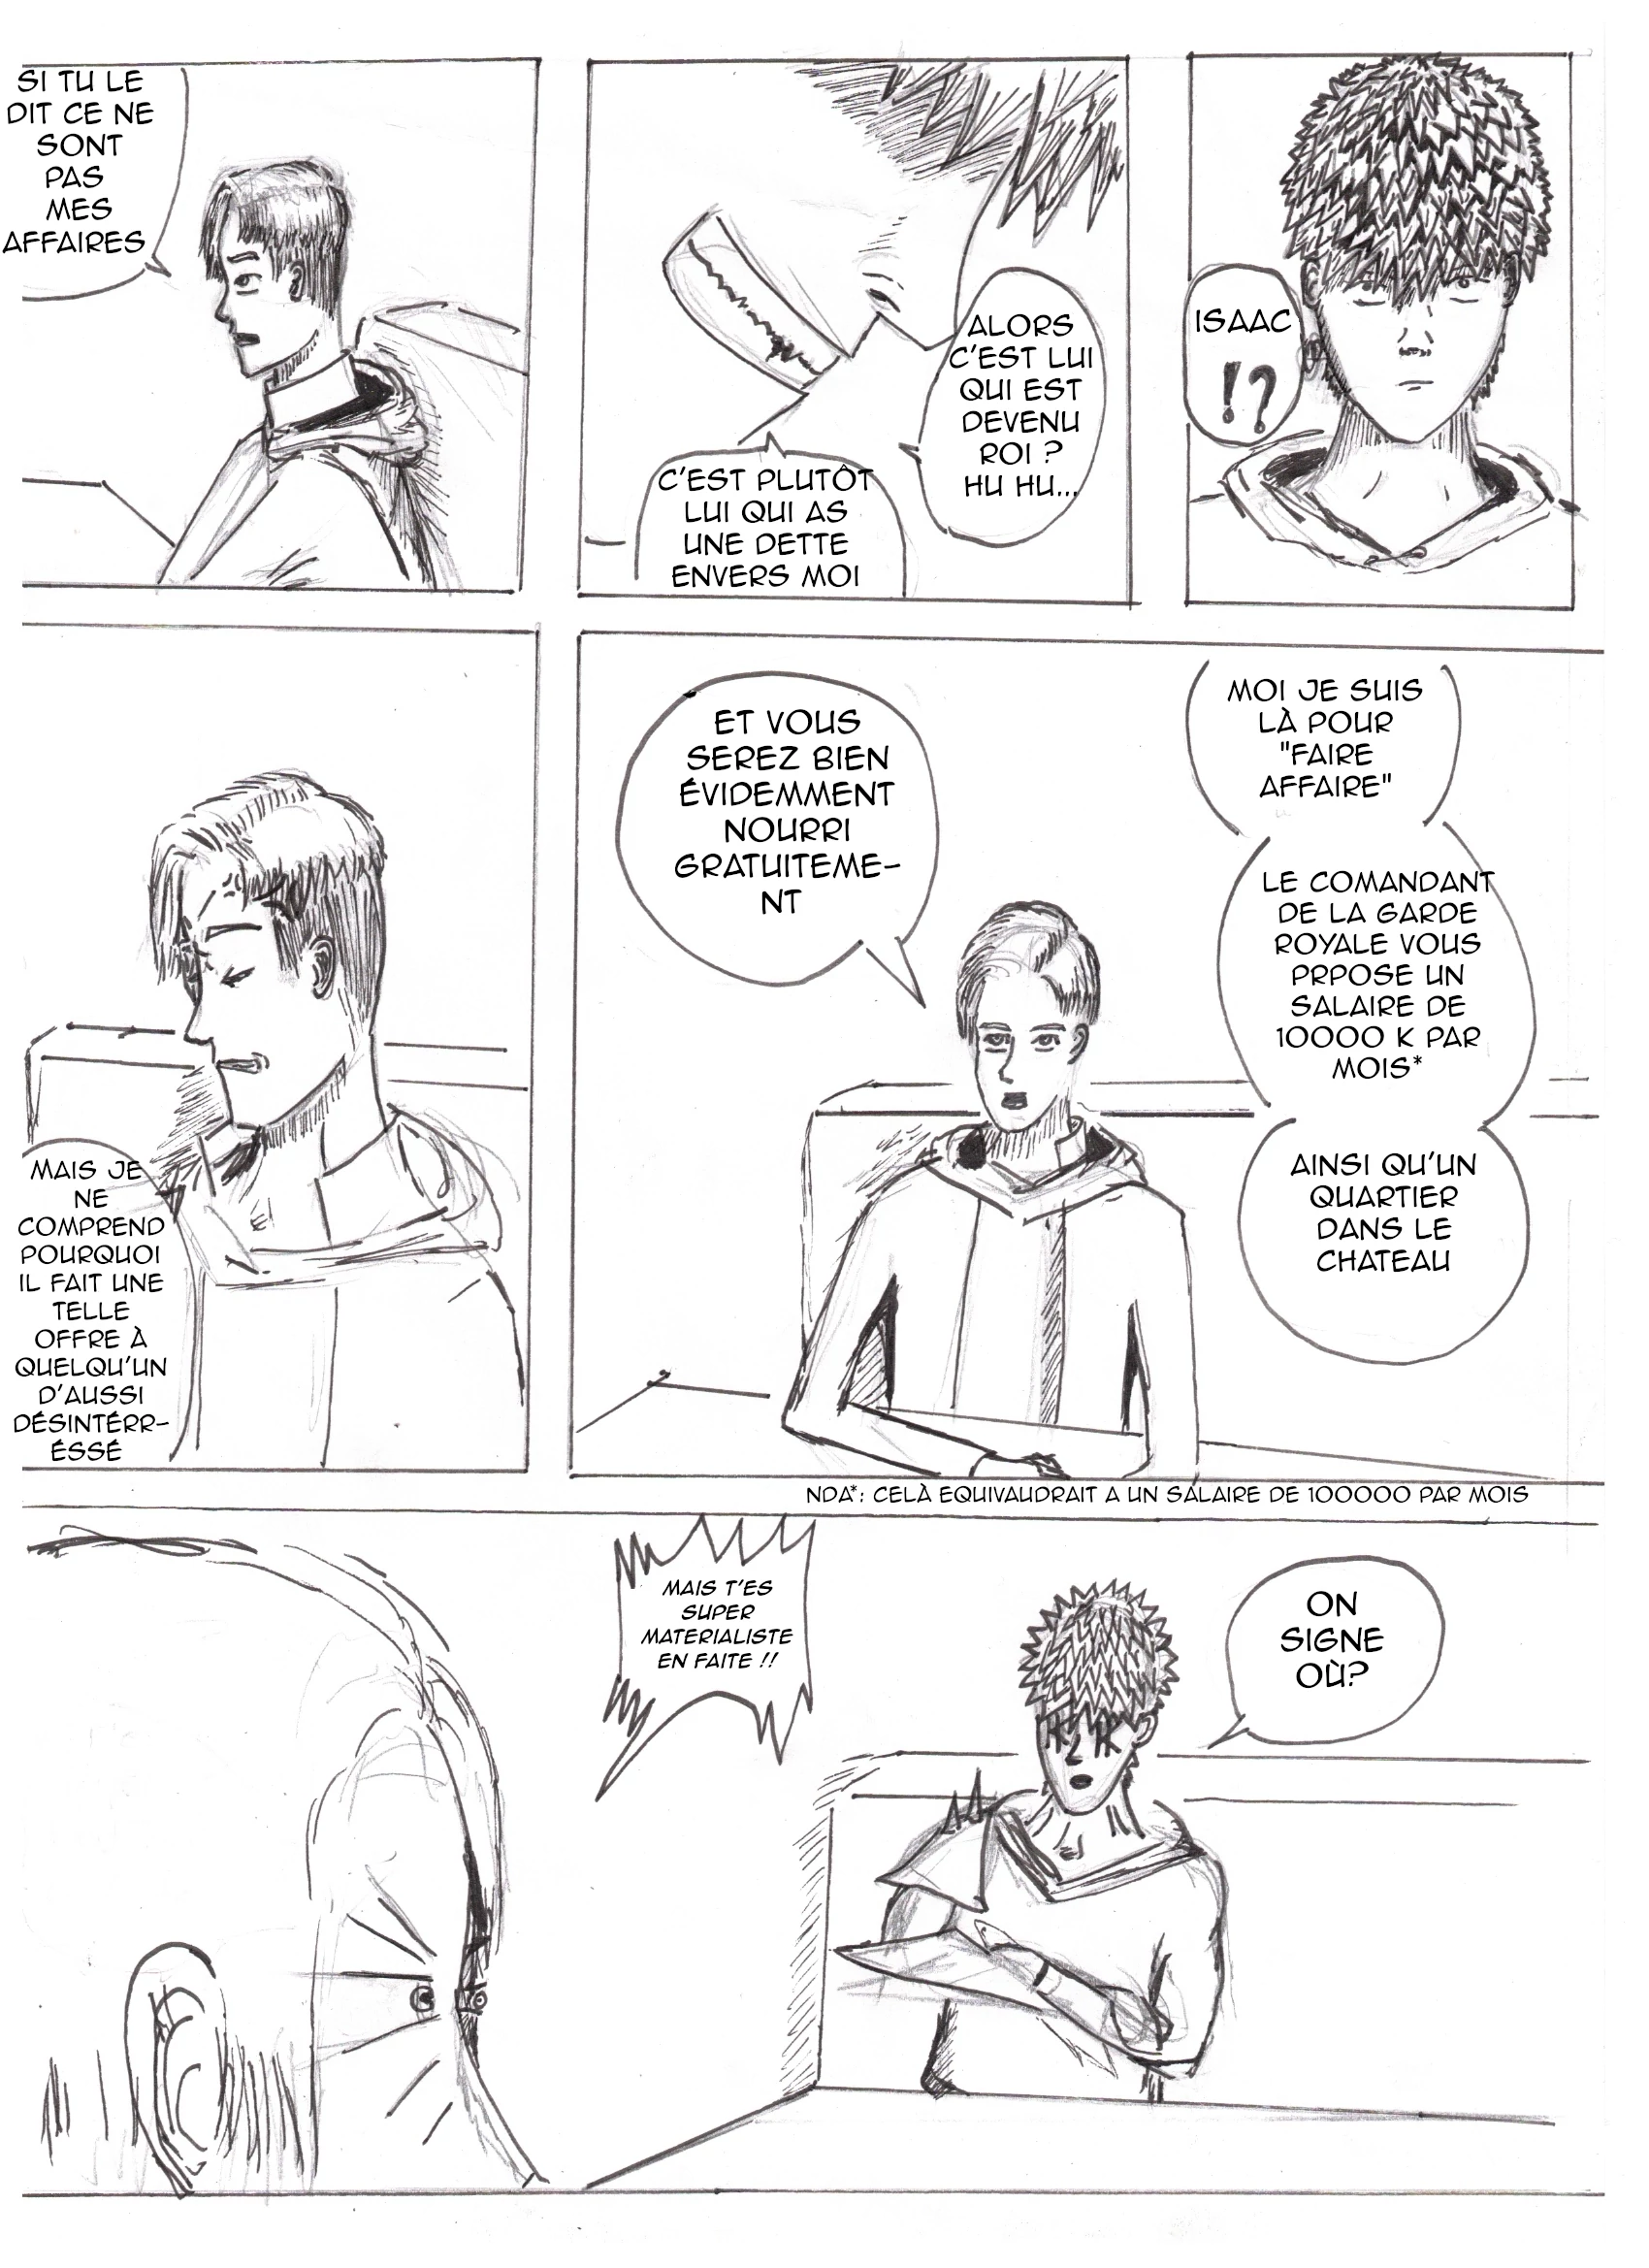 ISAAC
!?
ALORS
C'EST LUI
QUI EST
DEVENU
ROI ?
HU HU...
C'EST PLUTÔT
LUI QUI AS
UNE DETTE
ENVERS MOI
SI TU LE
DIT CE NE
SONT
PAS
MES
AFFAIRES
MOI JE SUIS
LÀ POUR
"FAIRE
AFFAIRE"
LE COMANDANT
DE LA GARDE
ROYALE VOUS
PRPOSE UN
SALAIRE DE
10000 K PAR
MOIS*
AINSI QU'UN
QUARTIER
DANS LE
CHATEAU
ET VOUS
SEREZ BIEN
ÉVIDEMMENT
NOURRI
GRATUITEME-
NT
NDA*: CELÀ EQUIVAUDRAIT A UN SALAIRE DE 100000 PAR MOIS
MAIS JE
NE
COMPREND
POURQUOI
IL FAIT UNE
TELLE
OFFRE À
QUELQU'UN
D'AUSSI
DÉSINTÉRR-
ÉSSÉ
ON
SIGNE
OÙ?
MAIS T'ES
SUPER
MATERIALISTE
EN FAITE !!